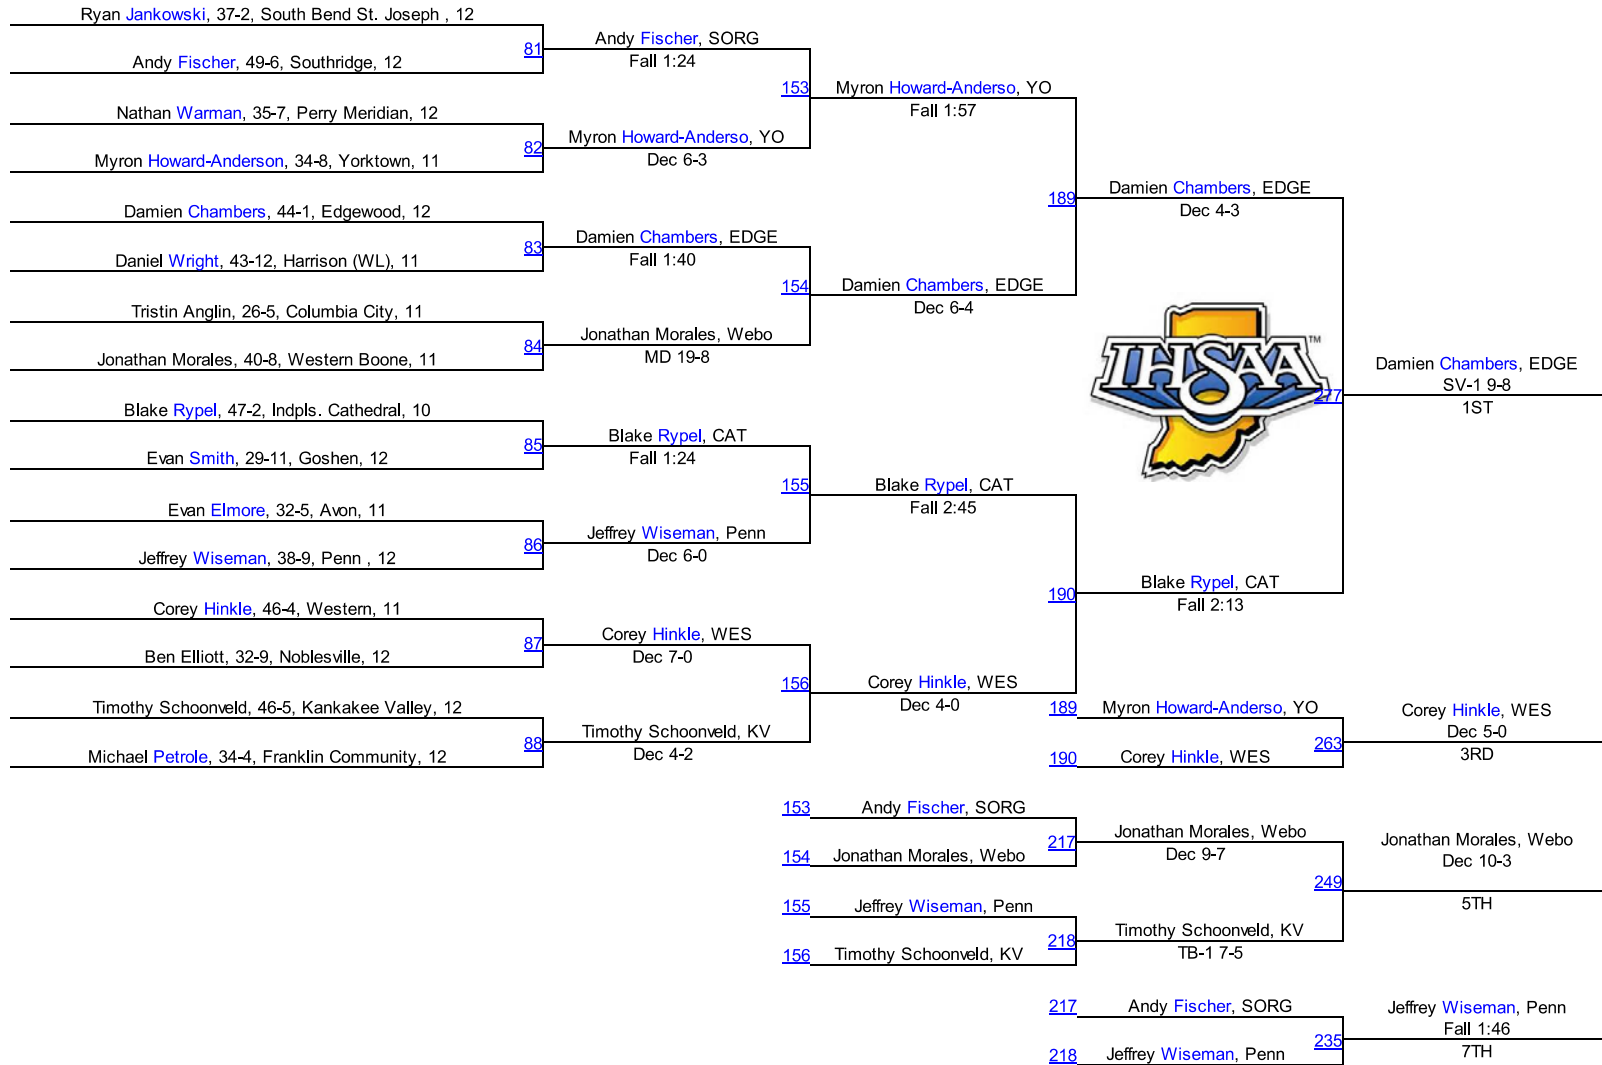 Ryan Jankowski, 37-2, South Bend St. Joseph , 12
81
Andy Fischer, 49-6, Southridge, 12
Andy Fischer, SORG
Fall 1:24
153
Nathan Warman, 35-7, Perry Meridian, 12
82
Myron Howard-Anderson, 34-8, Yorktown, 11
Myron Howard-Anderso, YO
Dec 6-3
Myron Howard-Anderso, YO
Fall 1:57
189
Damien Chambers, 44-1, Edgewood, 12
83
Daniel Wright, 43-12, Harrison (WL), 11
Damien Chambers, EDGE
Fall 1:40
154
Tristin Anglin, 26-5, Columbia City, 11
84
Jonathan Morales, 40-8, Western Boone, 11
Jonathan Morales, Webo
MD 19-8
Damien Chambers, EDGE
Dec 6-4
Damien Chambers, EDGE
Dec 4-3
IHSAA™
277
Damien Chambers, EDGE
SV-1 9-8
1ST
Blake Rypel, 47-2, Indpls. Cathedral, 10
85
Evan Smith, 29-11, Goshen, 12
Blake Rypel, CAT
Fall 1:24
155
Evan Elmore, 32-5, Avon, 11
86
Jeffrey Wiseman, 38-9, Penn , 12
Jeffrey Wiseman, Penn
Dec 6-0
Blake Rypel, CAT
Fall 2:45
190
Blake Rypel, CAT
Fall 2:13
Corey Hinkle, 46-4, Western, 11
87
Ben Elliott, 32-9, Noblesville, 12
Corey Hinkle, WES
Dec 7-0
156
Timothy Schoonveld, 46-5, Kankakee Valley, 12
88
Michael Petrole, 34-4, Franklin Community, 12
Timothy Schoonveld, KV
Dec 4-2
Corey Hinkle, WES
Dec 4-0
189 Myron Howard-Anderso, YO
263
190 Corey Hinkle, WES
Corey Hinkle, WES
Dec 5-0
3RD
153 Andy Fischer, SORG
217
154 Jonathan Morales, Webo
Jonathan Morales, Webo
Dec 9-7
249
155 Jeffrey Wiseman, Penn
218
156 Timothy Schoonveld, KV
Timothy Schoonveld, KV
TB-1 7-5
Jonathan Morales, Webo
Dec 10-3
5TH
217 Andy Fischer, SORG
235
218 Jeffrey Wiseman, Penn
Jeffrey Wiseman, Penn
Fall 1:46
7TH